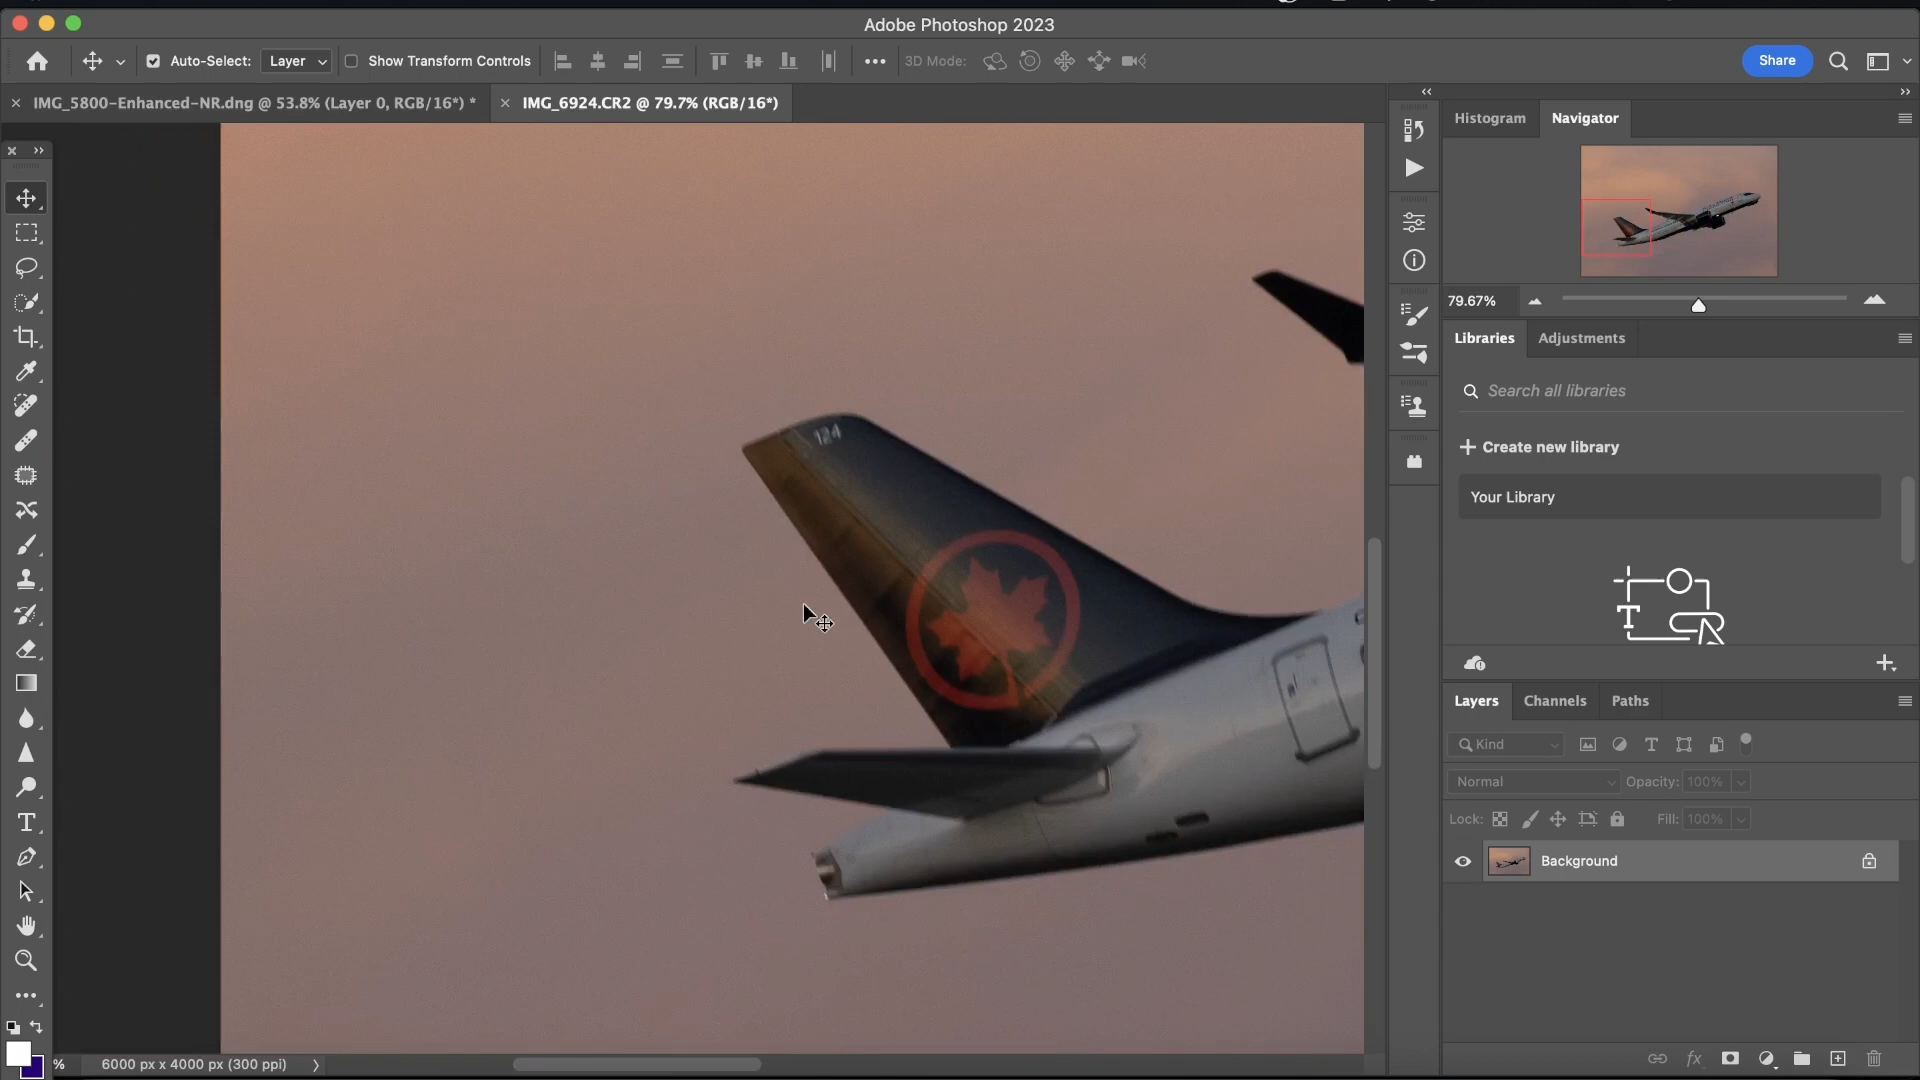 Adobe Photoshop 2023
Auto-Select: Layer Show Transform Controls 3D Mode: Share
IMG_5800-Enhanced-NR.dng @ 53.8% (Layer 0, RGB/16*) * IMG_6924.CR2 @ 79.7% (RGB/16*)
Histogram Navigator
79.67%
Libraries Adjustments
Search all libraries
Create new library
Your Library
124
Layers Channels Paths
Kind
Normal Opacity: 100%
Lock: Fill: 100%
Background
% 6000 px x 4000 px (300 ppi)
fx